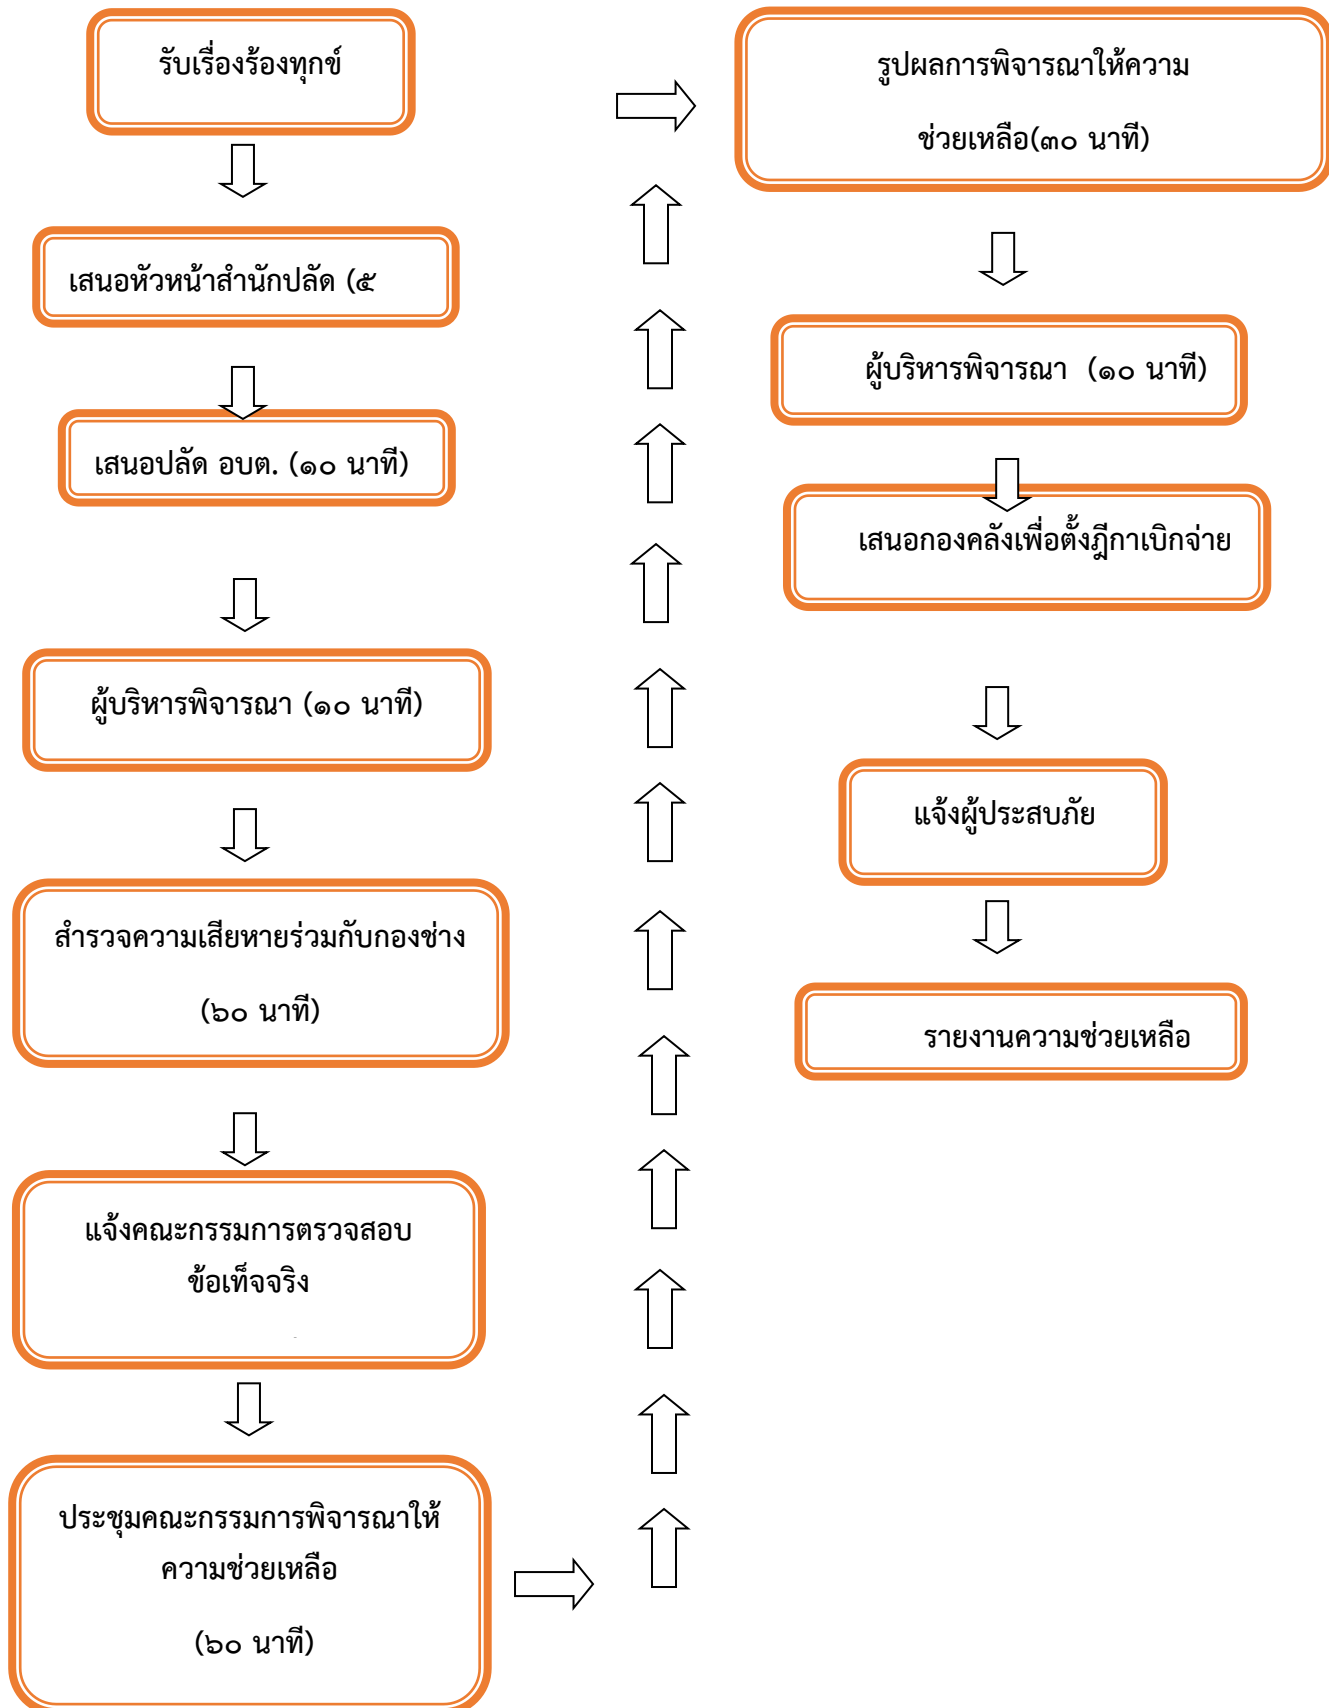 รับเรื่องร้องทุกข์
เสนอหัวหน้าสำนักปลัด (๕
เสนอปลัด อบต. (๑๐ นาที)
ผู้บริหารพิจารณา (๑๐ นาที)
สำรวจความเสียหายร่วมกับกองช่าง
(๖๐ นาที)
แจ้งคณะกรรมการตรวจสอบ
ข้อเท็จจริง
ประชุมคณะกรรมการพิจารณาให้
ความช่วยเหลือ
(๖๐ นาที)
รูปผลการพิจารณาให้ความ
ช่วยเหลือ(๓๐ นาที)
ผู้บริหารพิจารณา (๑๐ นาที)
เสนอกองคลังเพื่อตั้งฎีกาเบิกจ่าย
แจ้งผู้ประสบภัย
รายงานความช่วยเหลือ